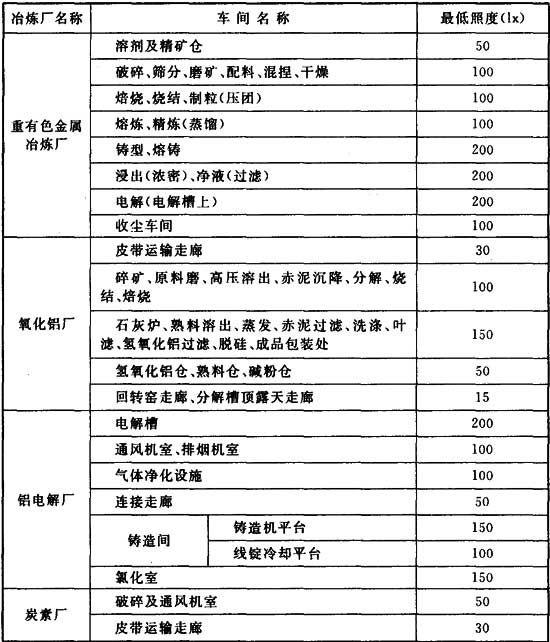 冶炼厂名称 车间名称 最低照度(lx)
重有色金属
冶炼厂
溶剂及精矿仓 50
破碎、筛分、磨矿、配料、混捏、干燥 100
焙烧、烧结、制粒(压团) 100
熔炼、精炼(蒸馏) 100
铸型、熔铸 200
浸出(浓密)、净液(过滤) 200
电解(电解槽上) 200
收尘车间 100
氧化铝厂
皮带运输走廊 30
碎矿、原料磨、高压溶出、赤泥沉降、分解、烧
结、焙烧 100
石灰炉、熟料溶出、蒸发、赤泥过滤、洗涤、叶
滤、氢氧化铝过滤、脱硅、成品包装处 150
氢氧化铝仓、熟料仓、碱粉仓 50
回转窑走廊、分解槽顶露天走廊 15
铝电解厂
电解槽 200
通风机室、排烟机室 100
气体净化设施 100
连接走廊 50
铸造间 铸造机平台 150
线锭冷却平台 100
氯化室 150
炭素厂
破碎及通风机室 50
皮带运输走廊 30